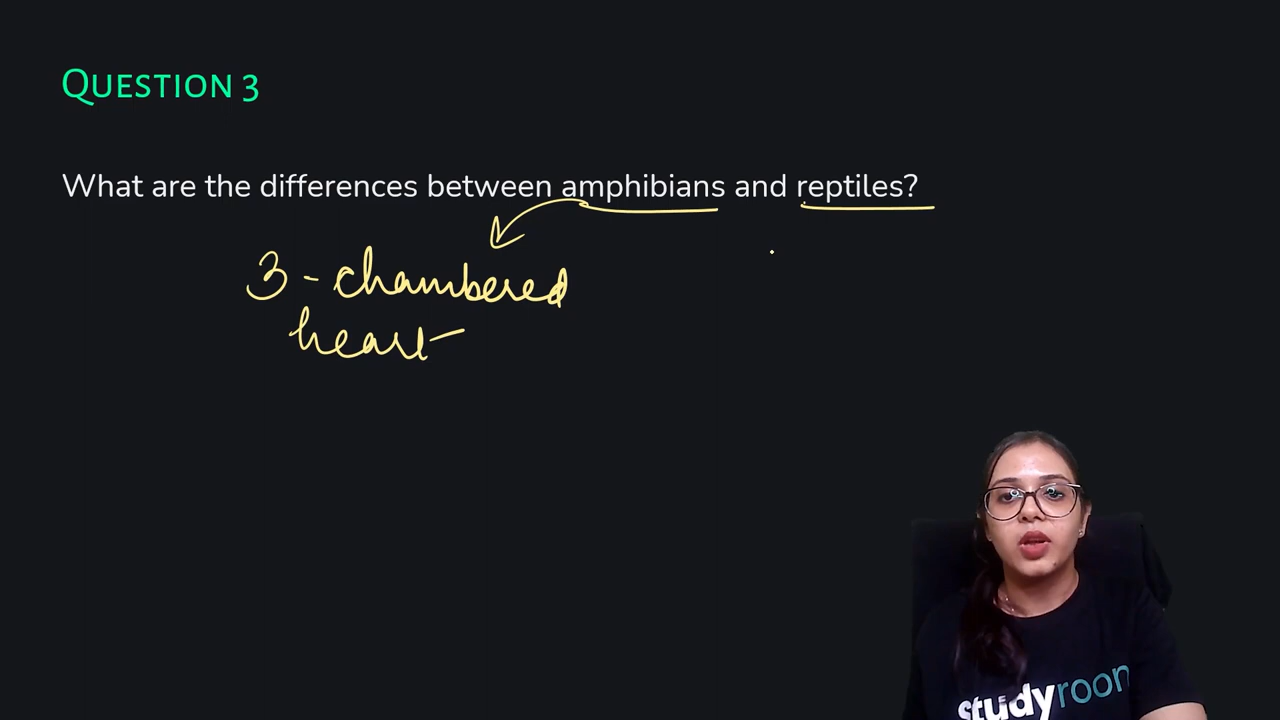 QUESTION 3
What are the differences between amphibians and reptiles?
3 - chambered
heart
studyroom